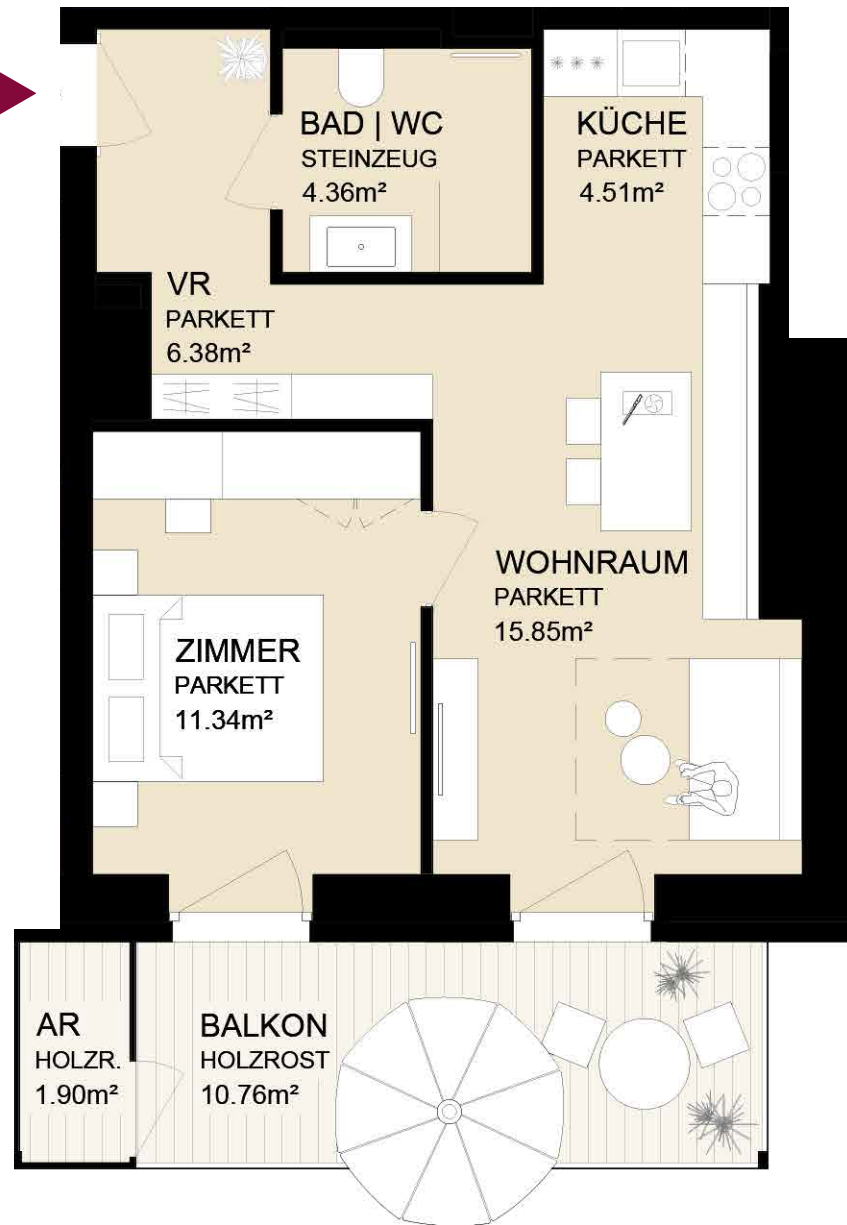 BAD | WC
STEINZEUG
4.36m²
KÜCHE
PARKETT
4.51m²
VR
PARKETT
6.38m²
WOHNRAUM
PARKETT
15.85m²
ZIMMER
PARKETT
11.34m²
AR
HOLZR.
1.90m²
BALKON
HOLZROST
10.76m²